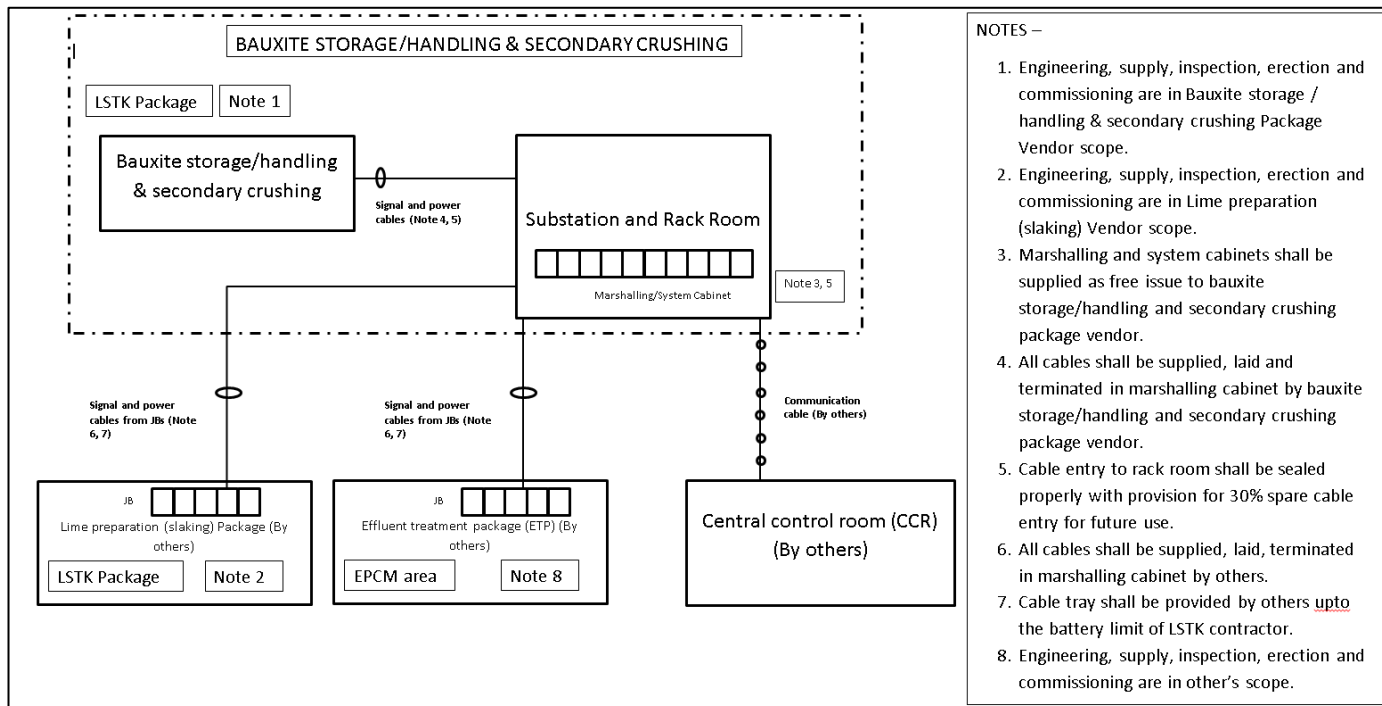 BAUXITE STORAGE/HANDLING & SECONDARY CRUSHING
LSTK Package
Note 1
Bauxite storage/handling
& secondary crushing
Signal and power
cables (Note 4, 5)
Substation and Rack Room
Marshalling/System Cabinet
Note 3, 5
Signal and power
cables from JBs (Note
6, 7)
Signal and power
cables from JBs (Note
6, 7)
Communication
cable (By others)
JB
Lime preparation (slaking) Package (By
others)
LSTK Package
Note 2
JB
Effluent treatment package (ETP) (By
others)
EPCM area
Note 8
Central control room (CCR)
(By others)
NOTES –
1. Engineering, supply, inspection, erection and
commissioning are in Bauxite storage /
handling & secondary crushing Package
Vendor scope.
2. Engineering, supply, inspection, erection and
commissioning are in Lime preparation
(slaking) Vendor scope.
3. Marshalling and system cabinets shall be
supplied as free issue to bauxite
storage/handling and secondary crushing
package vendor.
4. All cables shall be supplied, laid and
terminated in marshalling cabinet by bauxite
storage/handling and secondary crushing
package vendor.
5. Cable entry to rack room shall be sealed
properly with provision for 30% spare cable
entry for future use.
6. All cables shall be supplied, laid, terminated
in marshalling cabinet by others.
7. Cable tray shall be provided by others upto
the battery limit of LSTK contractor.
8. Engineering, supply, inspection, erection and
commissioning are in other's scope.